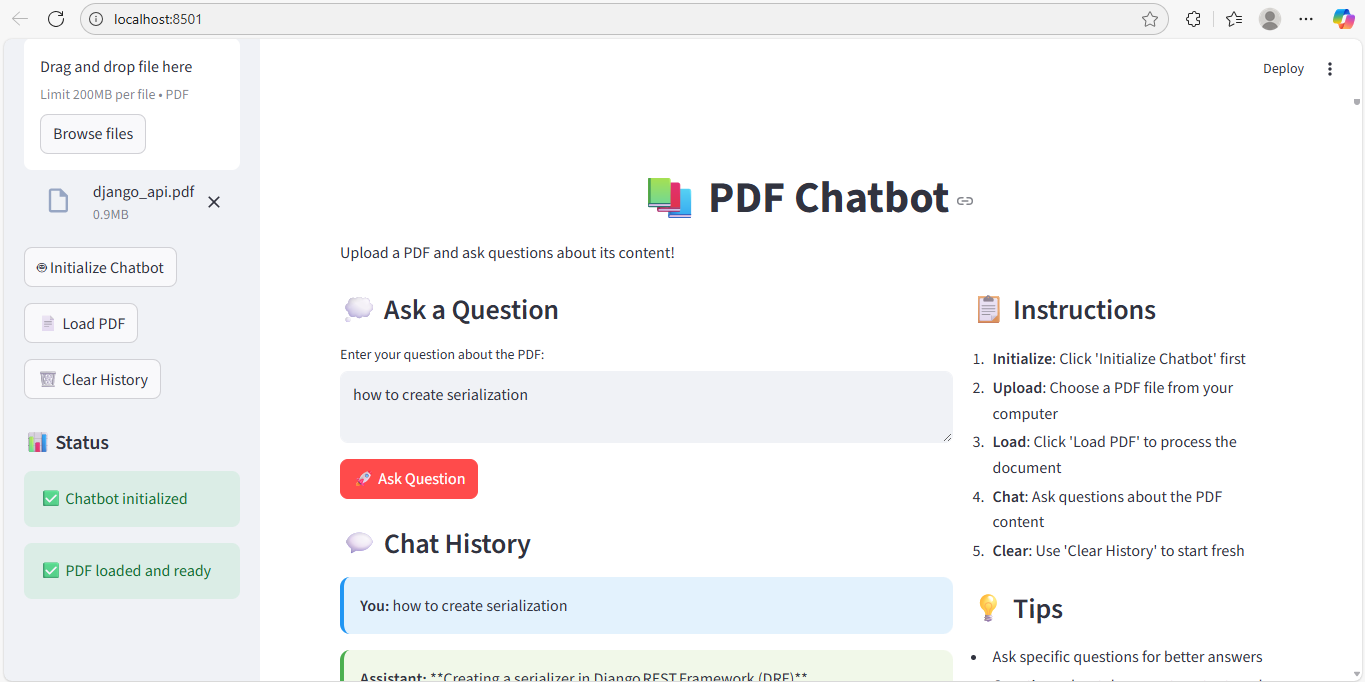 localhost:8501
Drag and drop file here
Limit 200MB per file • PDF
Browse files
django_api.pdf
0.9MB
Initialize Chatbot
Load PDF
Clear History
Status
Chatbot initialized
PDF loaded and ready
Deploy
PDF Chatbot
Upload a PDF and ask questions about its content!
Ask a Question
Enter your question about the PDF:
how to create serialization
Ask Question
Chat History
You: how to create serialization
Assistant: **Creating a serializer in Django REST Framework (DRF)**
Instructions
1. Initialize: Click 'Initialize Chatbot' first
2. Upload: Choose a PDF file from your
computer
3. Load: Click 'Load PDF' to process the
document
4. Chat: Ask questions about the PDF
content
5. Clear: Use 'Clear History' to start fresh
Tips
• Ask specific questions for better answers